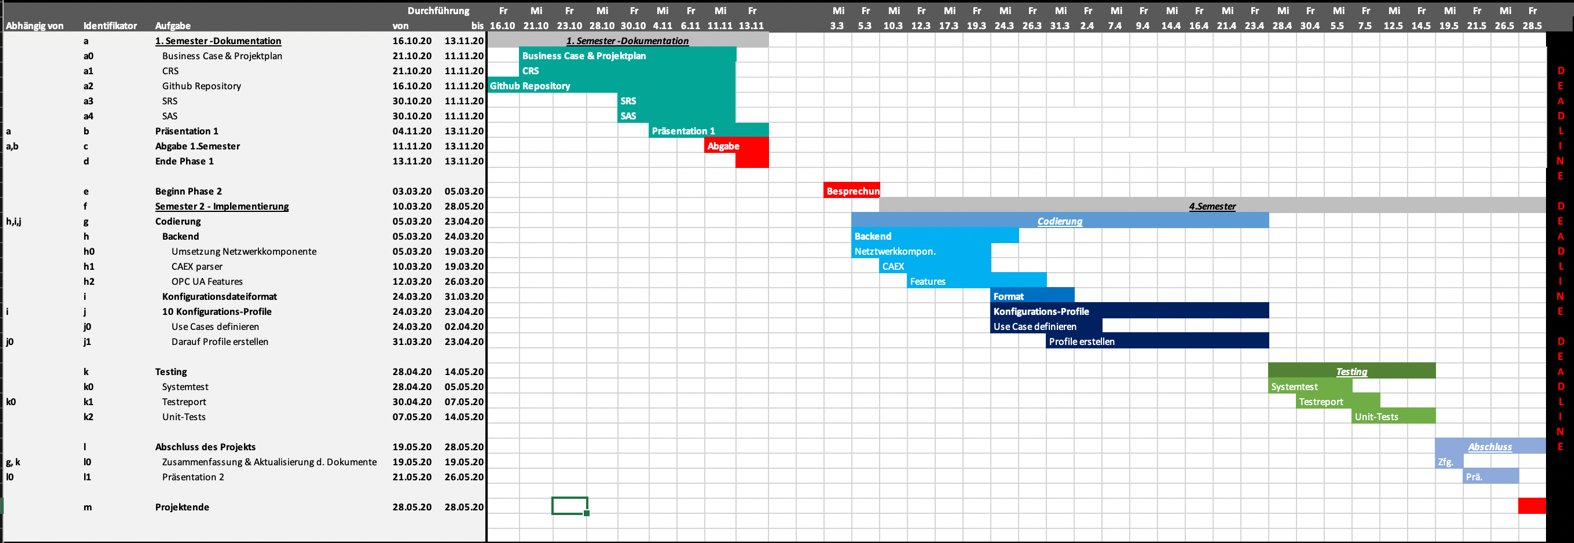 Durchführung Fr Mi Fr Mi Fr Mi Fr Mi Fr Mi Fr Mi Fr Mi Fr Mi Fr Mi Fr Mi Fr Mi Fr Mi Fr Mi Fr Mi Fr Mi Fr
Abhängig von Identifikator Aufgabe von bis 16.10 21.10 23.10 28.10 30.10 4.11 6.11 11.11 13.11 3.3 5.3 10.3 17.3 19.3 24.3 26.3 31.3 2.4 7.4 9.4 14.4 16.4 21.4 23.4 28.4 30.4 5.5 7.5 12.5 14.5 19.5 21.5 26.5 28.5
a 1. Semester -Dokumentation 16.10.20 13.11.20 1. Semester -Dokumentation
a0 Business Case & Projektplan 21.10.20 11.11.20 Business Case & Projektplan
a1 CRS 21.10.20 11.11.20 CRS
a2 Github Repository 16.10.20 11.11.20 Github Repository
a3 SRS 30.10.20 11.11.20 SRS
a4 SAS 30.10.20 11.11.20 SAS
a b Präsentation 1 04.11.20 13.11.20 Präsentation 1
a,b c Abgabe 1.Semester 11.11.20 13.11.20 Abgabe
d Ende Phase 1 13.11.20 13.11.20
e Beginn Phase 2 03.03.20 05.03.20 Besprechun
f Semester 2 - Implementierung 10.03.20 28.05.20 4.Semester
h,i,j g Codierung 05.03.20 23.04.20 Codierung
h Backend 05.03.20 24.03.20 Backend
h0 Umsetzung Netzwerkkomponente 05.03.20 19.03.20 Netztwerkkompon.
h1 CAEX parser 10.03.20 19.03.20 CAEX
h2 OPC UA Features 12.03.20 26.03.20 Features
i Konfigurationsdateiformat 24.03.20 31.03.20 Format
i j 10 Konfigurations-Profile 24.03.20 23.04.20 Konfigurations-Profile
j0 Use Cases definieren 24.03.20 02.04.20 Use Case definieren
j0 j1 Darauf Profile erstellen 31.03.20 23.04.20 Profile erstellen
k Testing 28.04.20 14.05.20 Testing
k0 Systemtest 28.04.20 05.05.20 Systemtest
k0 k1 Testreport 30.04.20 07.05.20 Testreport
k2 Unit-Tests 07.05.20 14.05.20 Unit-Tests
l Abschluss des Projekts 19.05.20 28.05.20 Abschluss
g, k l0 Zusammenfassung & Aktualisierung d. Dokumente 19.05.20 19.05.20 Zfg.
l0 l1 Präsentation 2 21.05.20 26.05.20 Prä.
m Projektende 28.05.20 28.05.20
DEADLINE
DEADLINE
DEADLINE